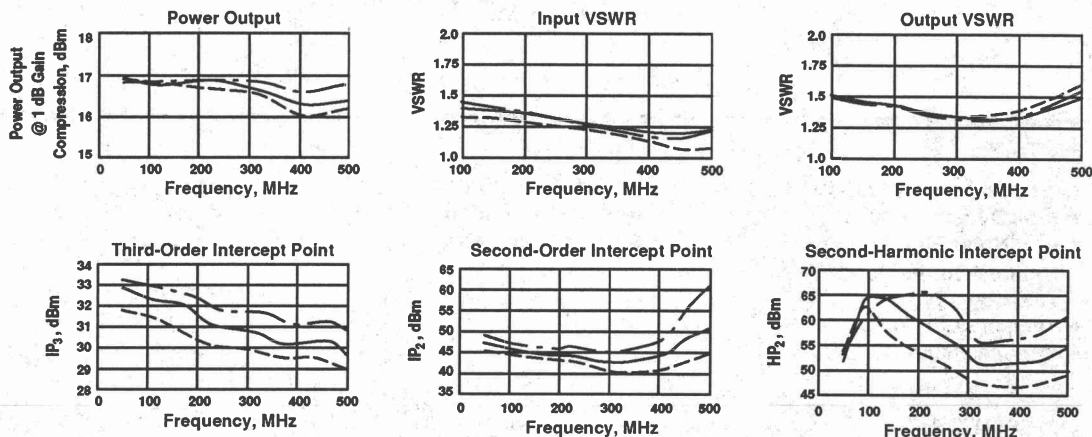 Power Output
Power Output
@ 1 dB Gain
Compression, dBm
18
17
16
15
0 100 200 300 400 500
Frequency, MHz
Input VSWR
VSWR
2.0
1.75
1.5
1.25
1.0
100 200 300 400 500
Frequency, MHz
Output VSWR
VSWR
2.0
1.75
1.5
1.25
1.0
100 200 300 400 500
Frequency, MHz
Third-Order Intercept Point
IP3, dBm
34
33
32
31
30
29
28
0 100 200 300 400 500
Frequency, MHz
Second-Order Intercept Point
IP2, dBm
65
60
55
50
45
40
35
0 100 200 300 400 500
Frequency, MHz
Second-Harmonic Intercept Point
HP2, dBm
70
65
60
55
50
45
0 100 200 300 400 500
Frequency, MHz